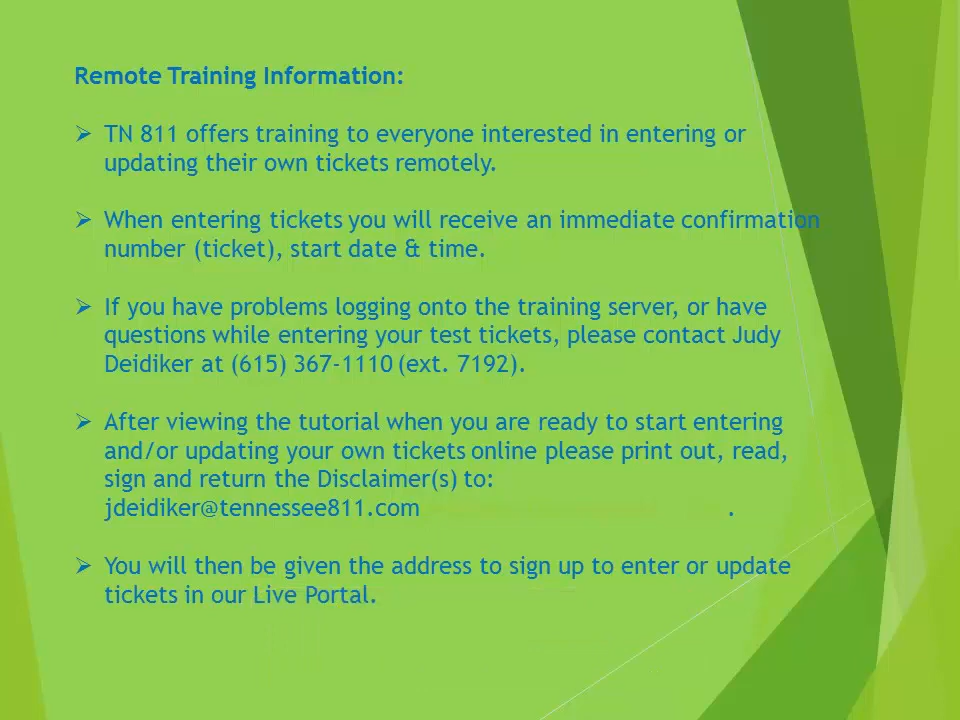 Remote Training Information:
➢ TN 811 offers training to everyone interested in entering or
updating their own tickets remotely.
➢ When entering tickets you will receive an immediate confirmation
number (ticket), start date & time.
➢ If you have problems logging onto the training server, or have
questions while entering your test tickets, please contact Judy
Deidiker at (615) 367-1110 (ext. 7192).
➢ After viewing the tutorial when you are ready to start entering
and/or updating your own tickets online please print out, read,
sign and return the Disclaimer(s) to:
jdeidiker@tennessee811.com .
➢ You will then be given the address to sign up to enter or update
tickets in our Live Portal.